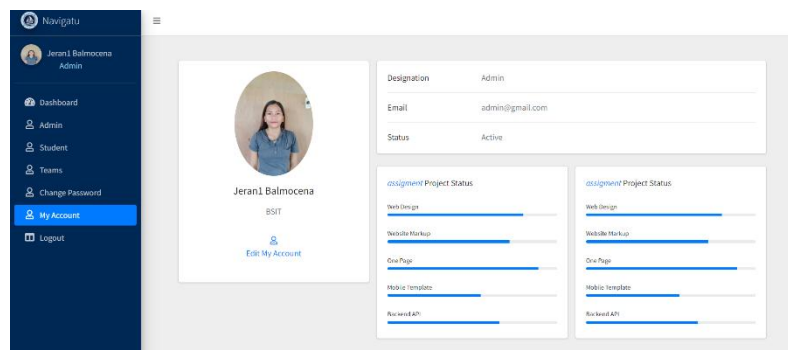 Navigatu
Jeran1 Balmocena
Admin
Dashboard
Admin
Student
Teams
Change Password
My Account
Logout
Jeran1 Balmocena
BSIT
Edit My Account
Designation Admin
Email admin@gmail.com
Status Active
assigment Project Status
Web Design
Website Markup
One Page
Mobile Template
Backend API
assigment Project Status
Web Design
Website Markup
One Page
Mobile Template
Backend API